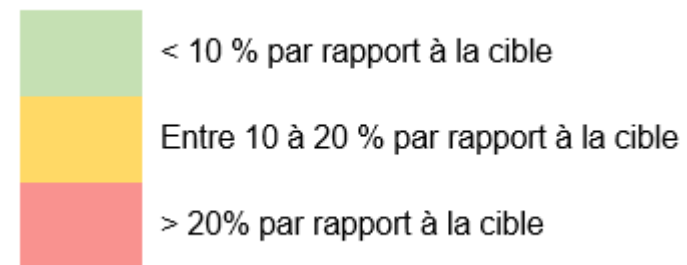 < 10 % par rapport à la cible
Entre 10 à 20 % par rapport à la cible
> 20% par rapport à la cible